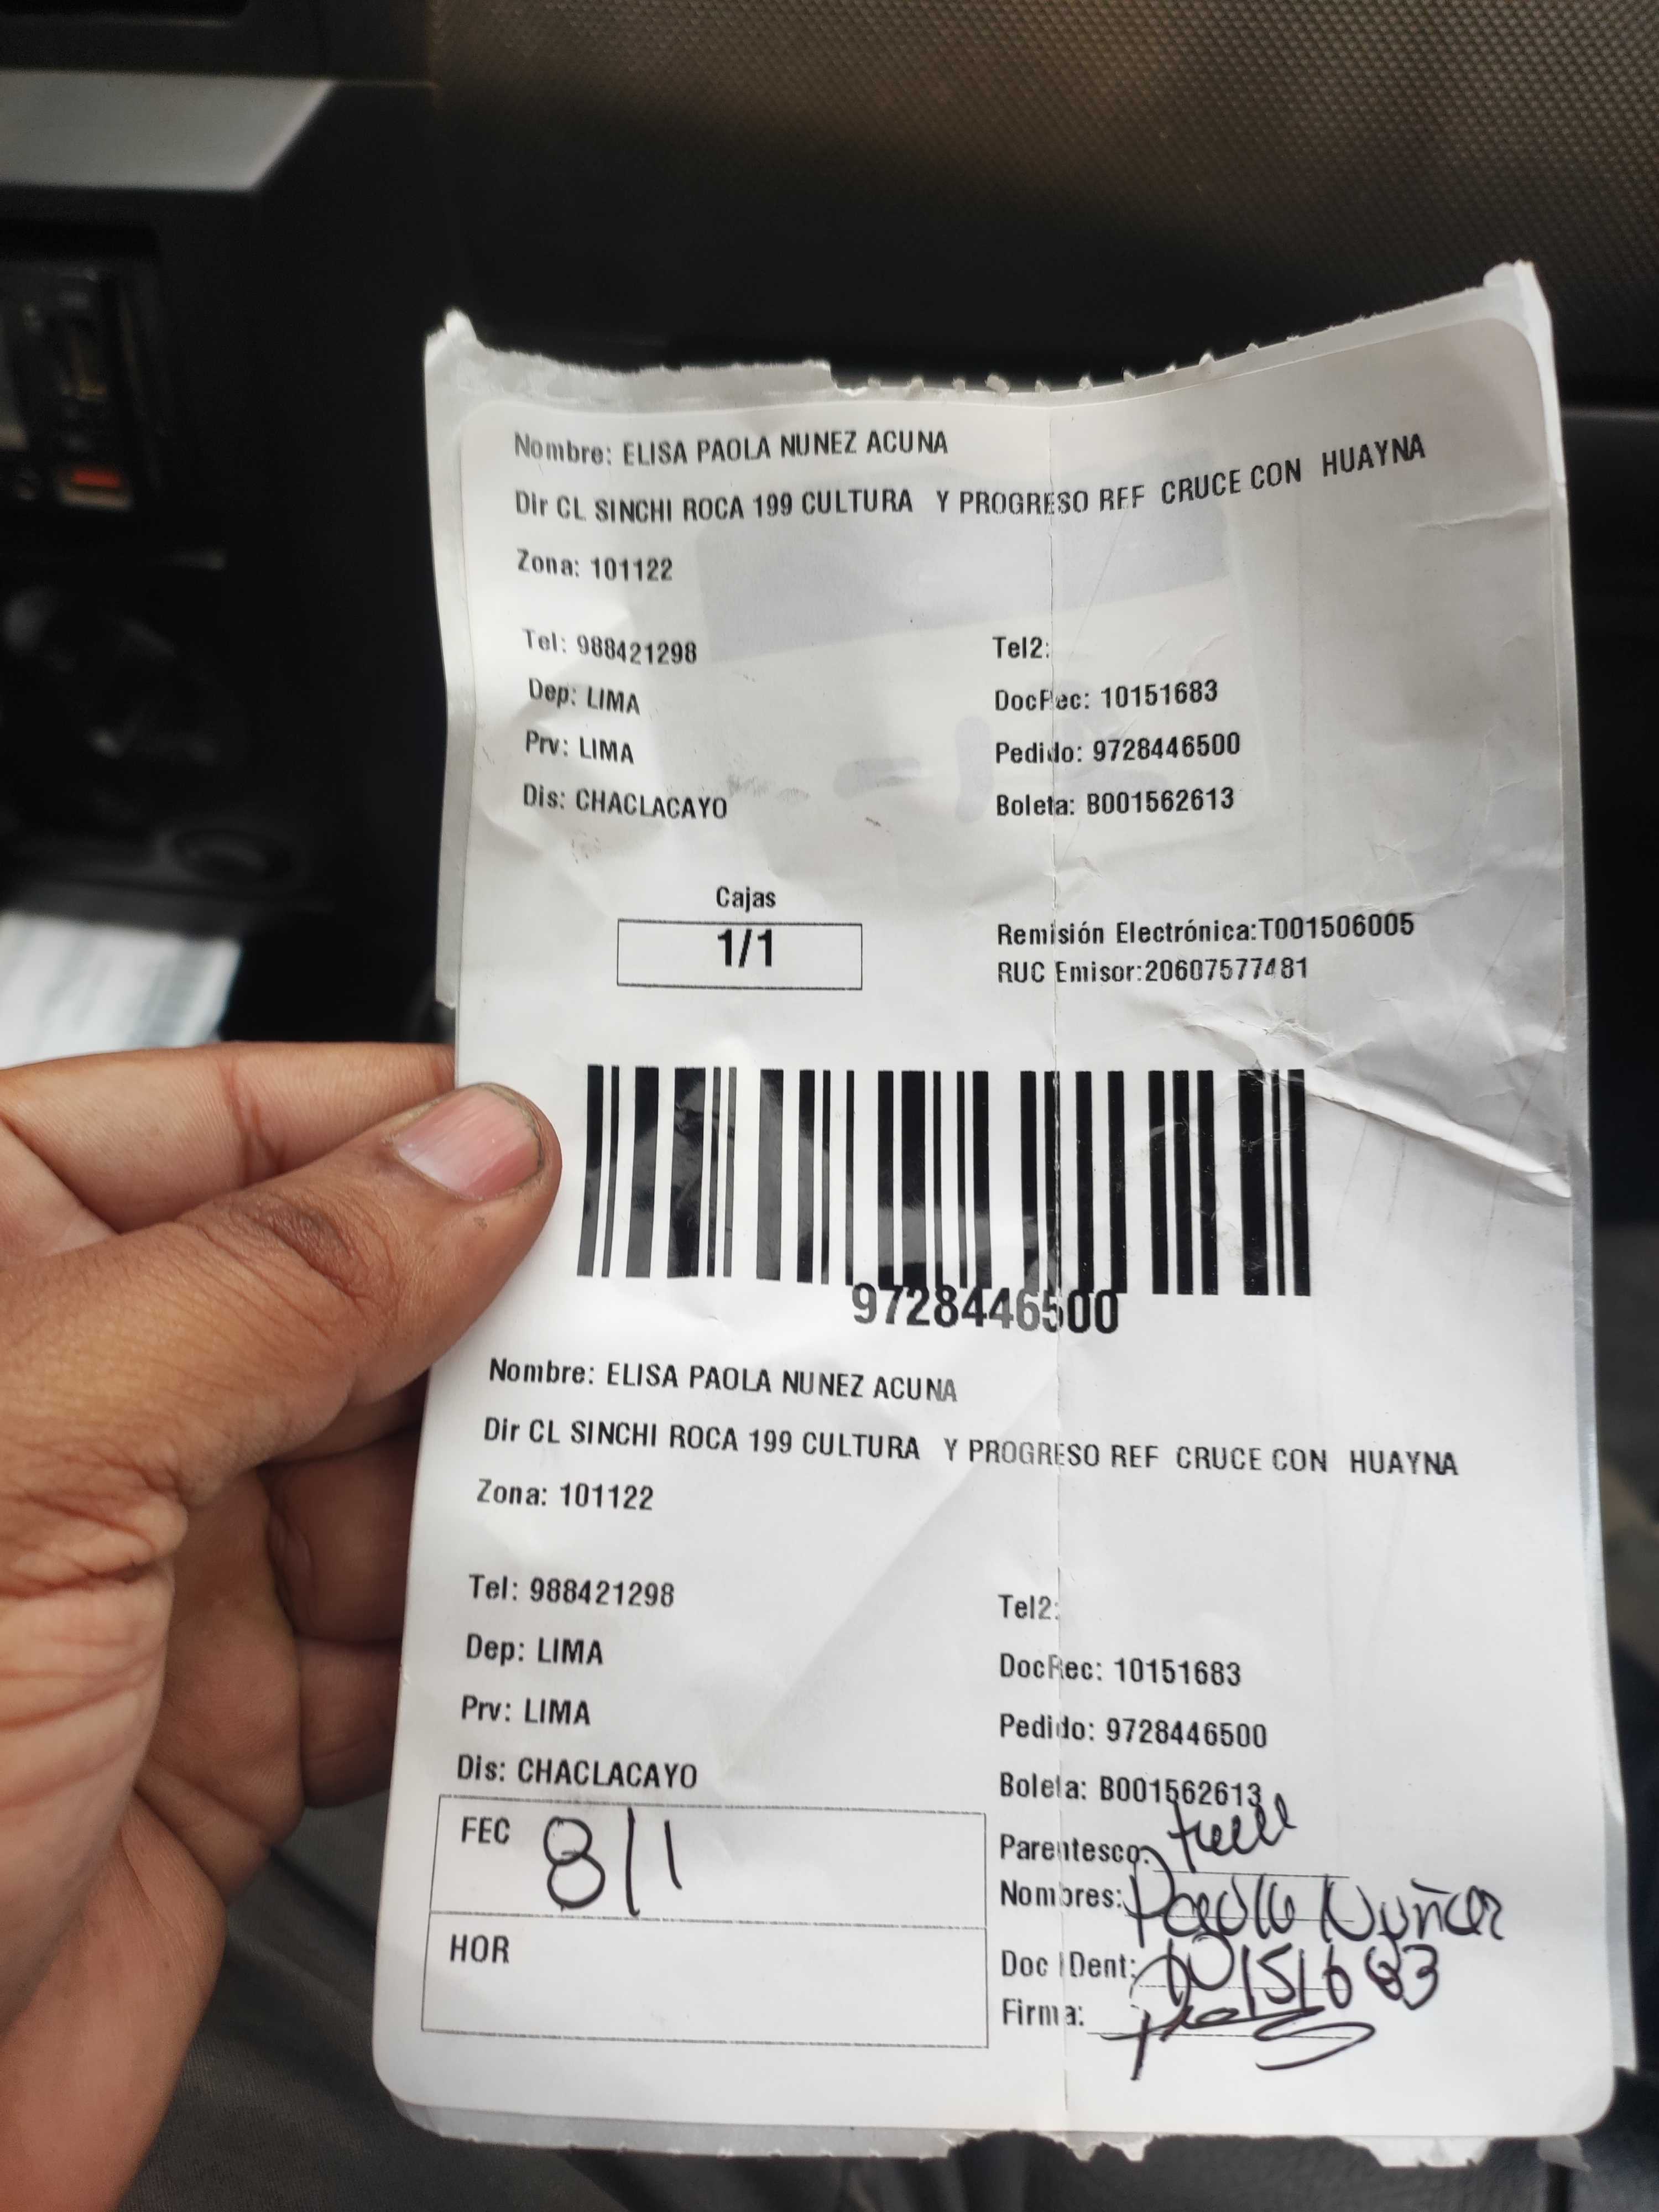 Nombre: ELISA PAOLA NUNEZ ACUNA
Dir CL SINCHI ROCA 199 CULTURA Y PROGRESO REF CRUCE CON HUAYNA
Zona: 101122
Tel: 988421298 Tel2:
Dep: LIMA DocRec: 10151683
Prv: LIMA Pedido: 9728446500
Dis: CHACLACAYO Boleta: B001562613
Cajas
1/1
Remisión Electrónica:T001506005
RUC Emisor:20607577481
9728446500
Nombre: ELISA PAOLA NUNEZ ACUNA
Dir CL SINCHI ROCA 199 CULTURA Y PROGRESO REF CRUCE CON HUAYNA
Zona: 101122
Tel: 988421298 Tel2:
Dep: LIMA DocRec: 10151683
Prv: LIMA Pedido: 9728446500
Dis: CHACLACAYO Boleta: B001562613
FEC 8/1 Parentesco:
Nombres: Paola Nuñez
HOR Doc Ident: 10151683
Firma: